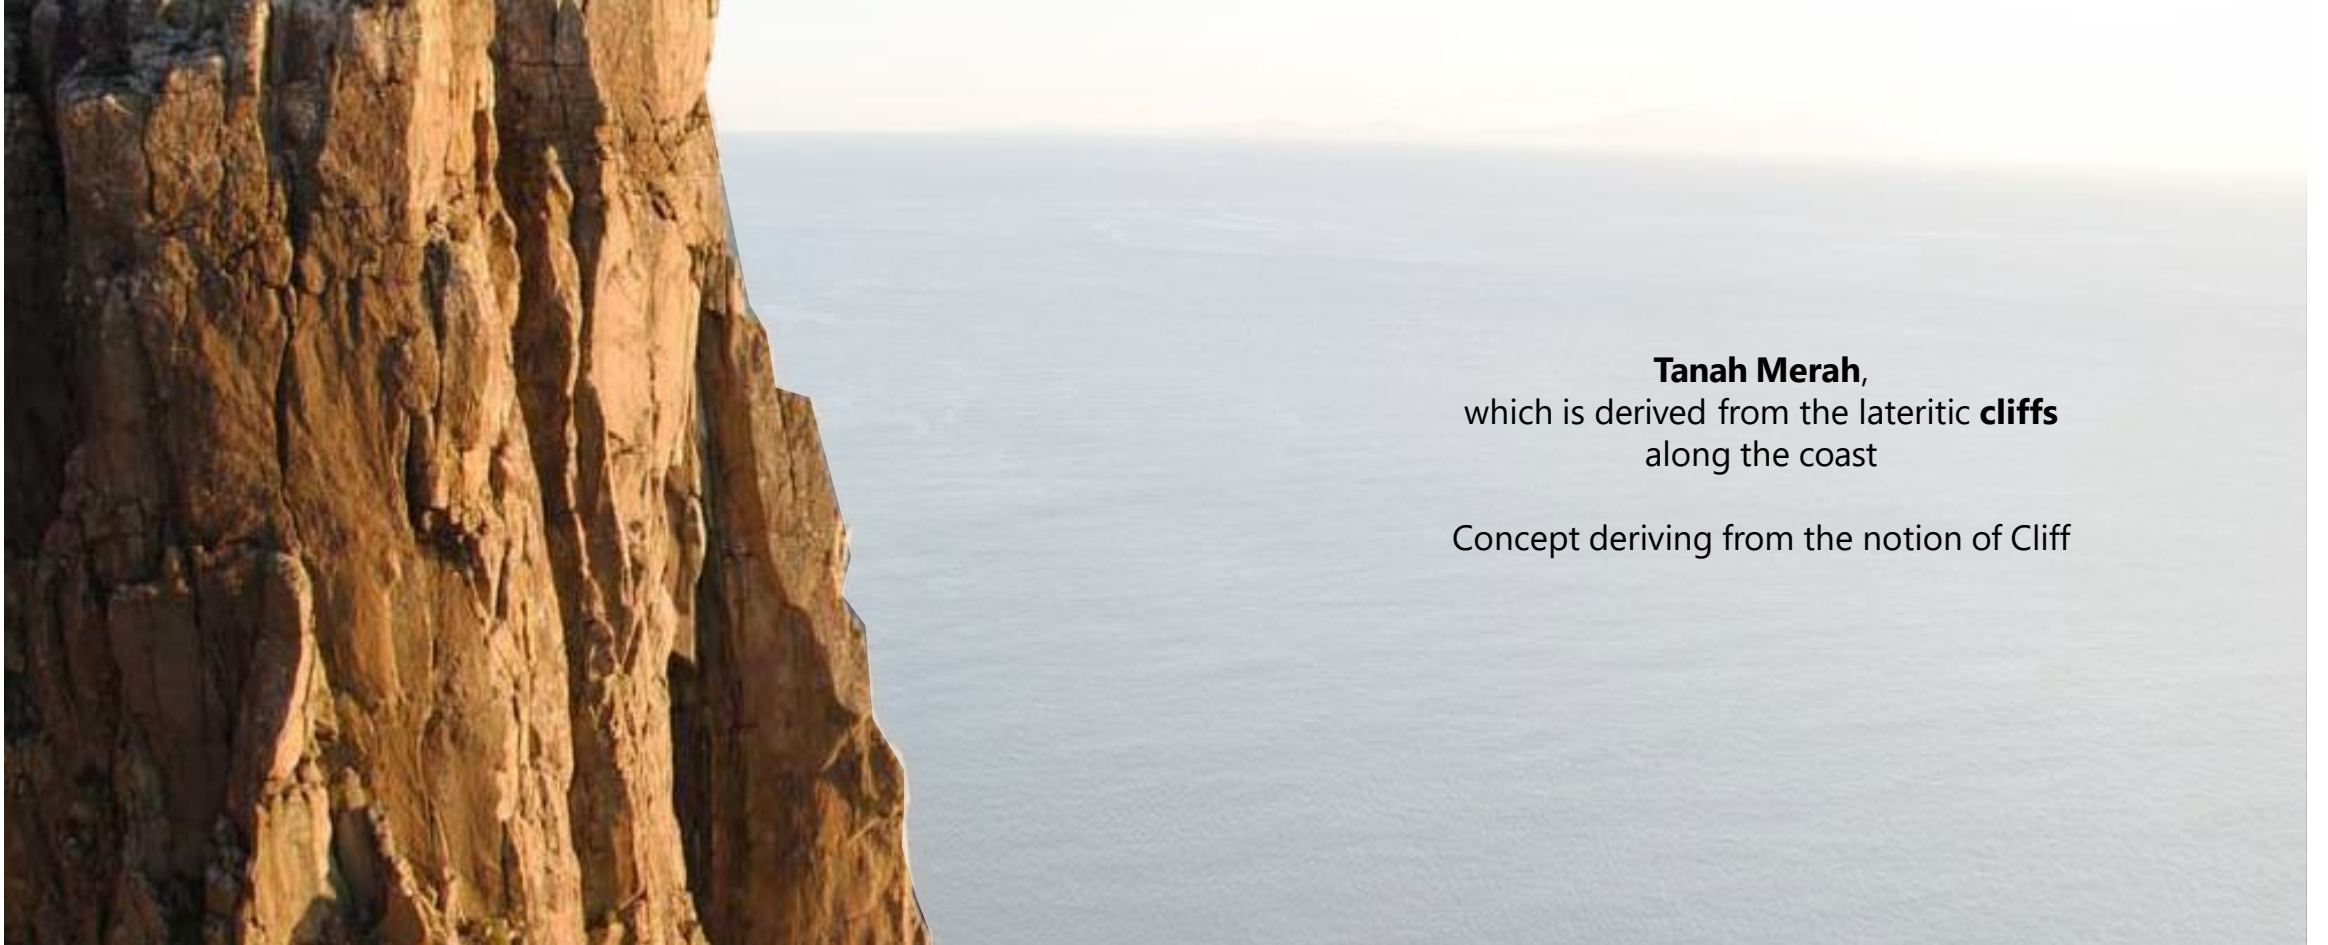 Tanah Merah,
which is derived from the lateritic cliffs
along the coast
Concept deriving from the notion of Cliff